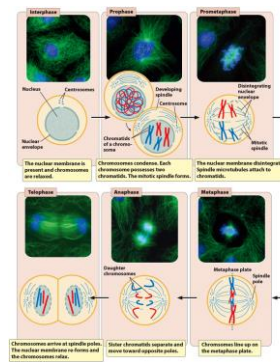 Interphase
Prophase
Prometaphase
Nucleus
Centrosomes
Nuclear
envelope
Developing
spindle
Centrosome
Chromatids
of a chromo-
some
Disintegrating
nuclear
envelope
Mitotic
spindle
The nuclear membrane is
present and chromosomes
are relaxed.
Chromosomes condense. Each
chromosome possesses two
chromatids. The mitotic spindle forms.
The nuclear membrane disintegrat
Spindle microtubules attach to
chromatids.
Telophase
Anaphase
Metaphase
Daughter
chromosomes
Metaphase plate
Spindle
pole
Chromosomes arrive at spindle poles.
The nuclear membrane re-forms and
the chromosomes relax.
Sister chromatids separate and
move toward opposite poles.
Chromsomes line up on
the metaphase plate.